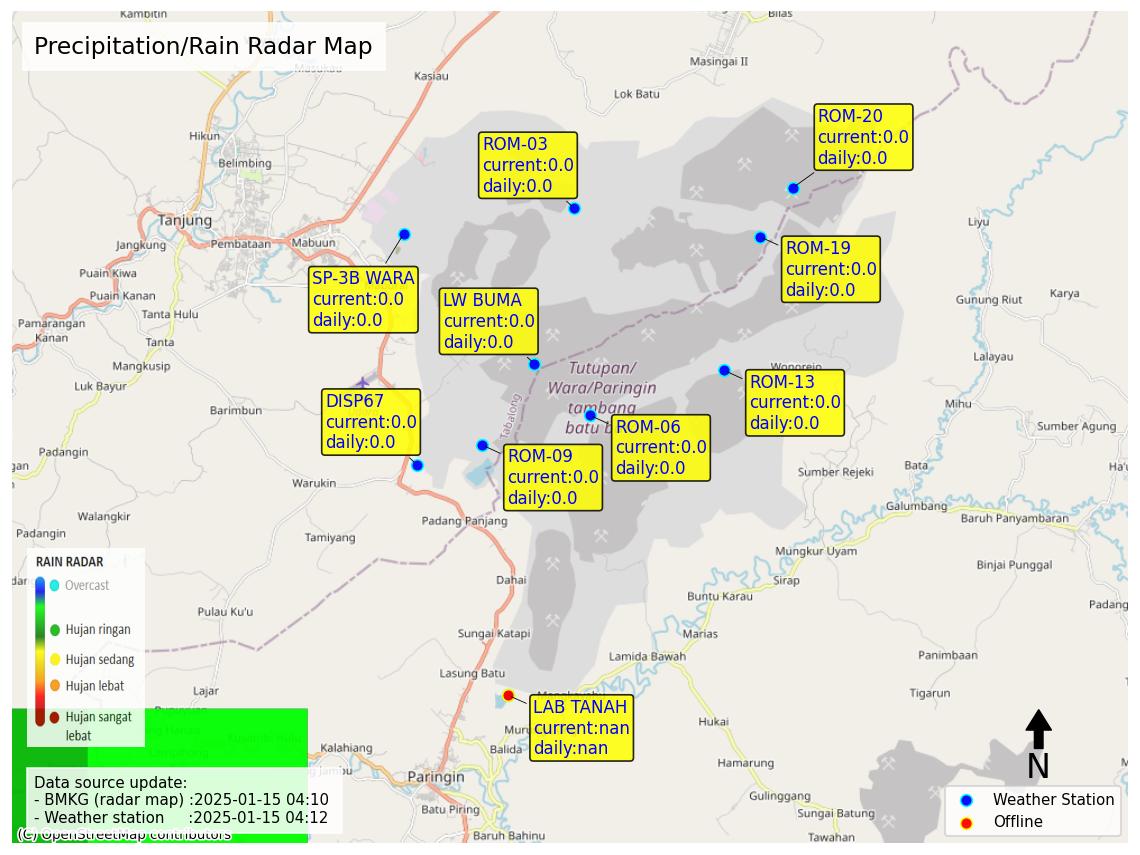 Kambitin
Bilas
Precipitation/Rain Radar Map
Masukau
Kasiau
Masingai II
Lok Batu
ROM-20
current:0.0
daily:0.0
ROM-03
current:0.0
daily:0.0
Hikun
Belimbing
Tanjung
Jangkung
Pembataan
Mabuun
Liyu
ROM-19
current:0.0
daily:0.0
Puain Kiwa
Puain Kanan
SP-3B WARA
current:0.0
daily:0.0
LW BUMA
current:0.0
daily:0.0
Gunung Riut
Karya
Tanta Hulu
Pamarangan
Kanan
Tanta
Mangkusip
Luk Bayur
Lalayau
Tutupan/
Wara/Paringin
tambang
Wonorejo
ROM-13
current:0.0
daily:0.0
Barimbun
DISP67
current:0.0
daily:0.0
Tabalong
Mihu
Sumber Agung
ROM-06
current:0.0
daily:0.0
Padangin
ROM-09
current:0.0
daily:0.0
Bata
Sumber Rejeki
Warukin
Galumbang
Baruh Panyambaran
Walangkir
Padangin
Padang Panjang
Tamiyang
Mungkur Uyam
Binjai Punggal
RAIN RADAR
Overcast
Hujan ringan
Hujan sedang
Hujan lebat
Hujan sangat
lebat
Dahai
Sirap
Buntu Karau
Pulau Ku'u
Sungai Katapi
Marias
Lamida Bawah
Panimbaan
Lasung Batu
Lajar
Tigarun
LAB TANAH
current:nan
daily:nan
Hukai
Balida
Kalahiang
Hamarung
Paringin
N
Data source update:
- BMKG (radar map) :2025-01-15 04:10
- Weather station :2025-01-15 04:12
Gulinggang
Batu Piring
Sungai Batung
Weather Station
Offline
(C) OpenStreetMap contributors
Baruh Bahinu
Tawahan